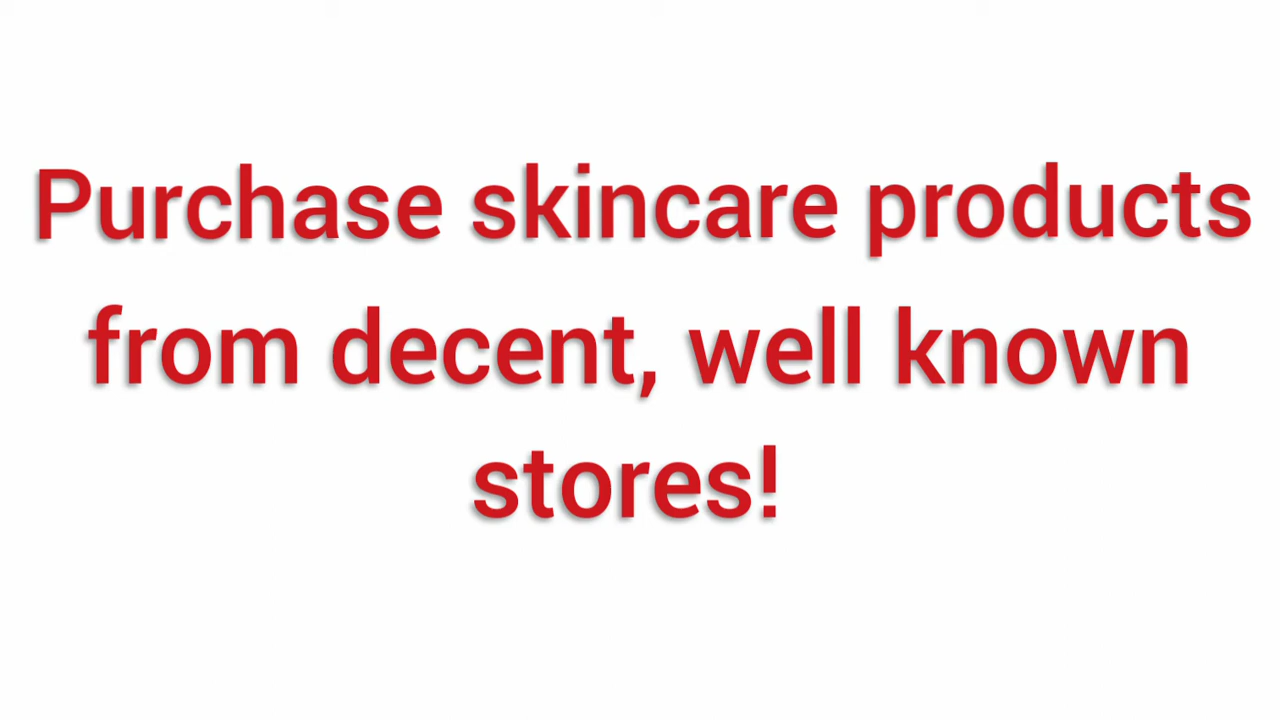 Purchase skincare products
from decent, well known
stores!